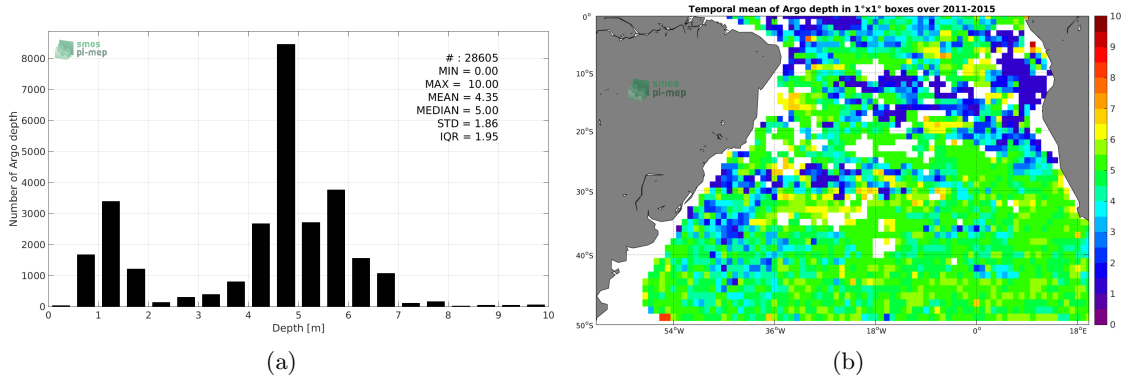 smos
pi-mep
# : 28605
MIN = 0.00
MAX = 10.00
MEAN = 4.35
MEDIAN = 5.00
STD = 1.86
IQR = 1.95
Number of Argo depth
8000
7000
6000
5000
4000
3000
2000
1000
0
0 1 2 3 4 5 6 7 8 9 10
Depth [m]
(a)
Temporal mean of Argo depth in 1°x1° boxes over 2011-2015
smos
pi-mep
0°
10°S
20°S
30°S
40°S
50°S
54°W 36°W 18°W 0° 18°E
10
9
8
7
6
5
4
3
2
1
0
(b)